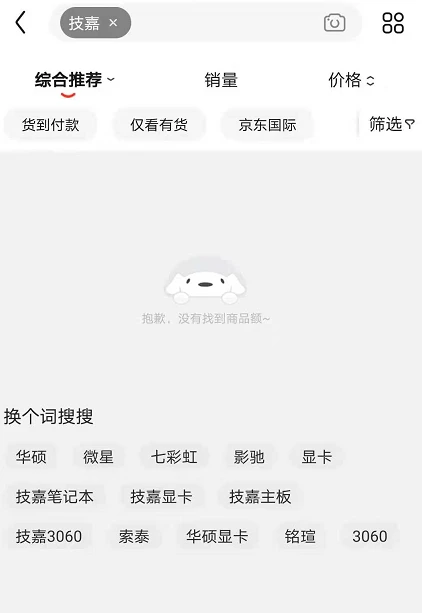 技嘉 ×
综合推荐 销量 价格
货到付款 仅看有货 京东国际 筛选
抱歉，没有找到商品额~
换个词搜搜
华硕 微星 七彩虹 影驰 显卡
技嘉笔记本 技嘉显卡 技嘉主板
技嘉3060 索泰 华硕显卡 铭瑄 3060